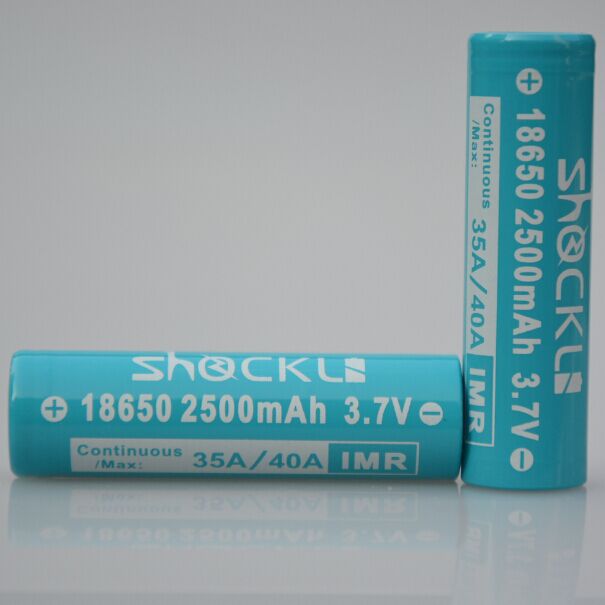 ShOCKLi
⊕ 18650 2500mAh 3.7V ⊖
Continuous
/Max:
35A/40A IMR
ShOCKLi
⊕ 18650 2500mAh 3.7V ⊖
Continuous
/Max:
35A/40A IMR